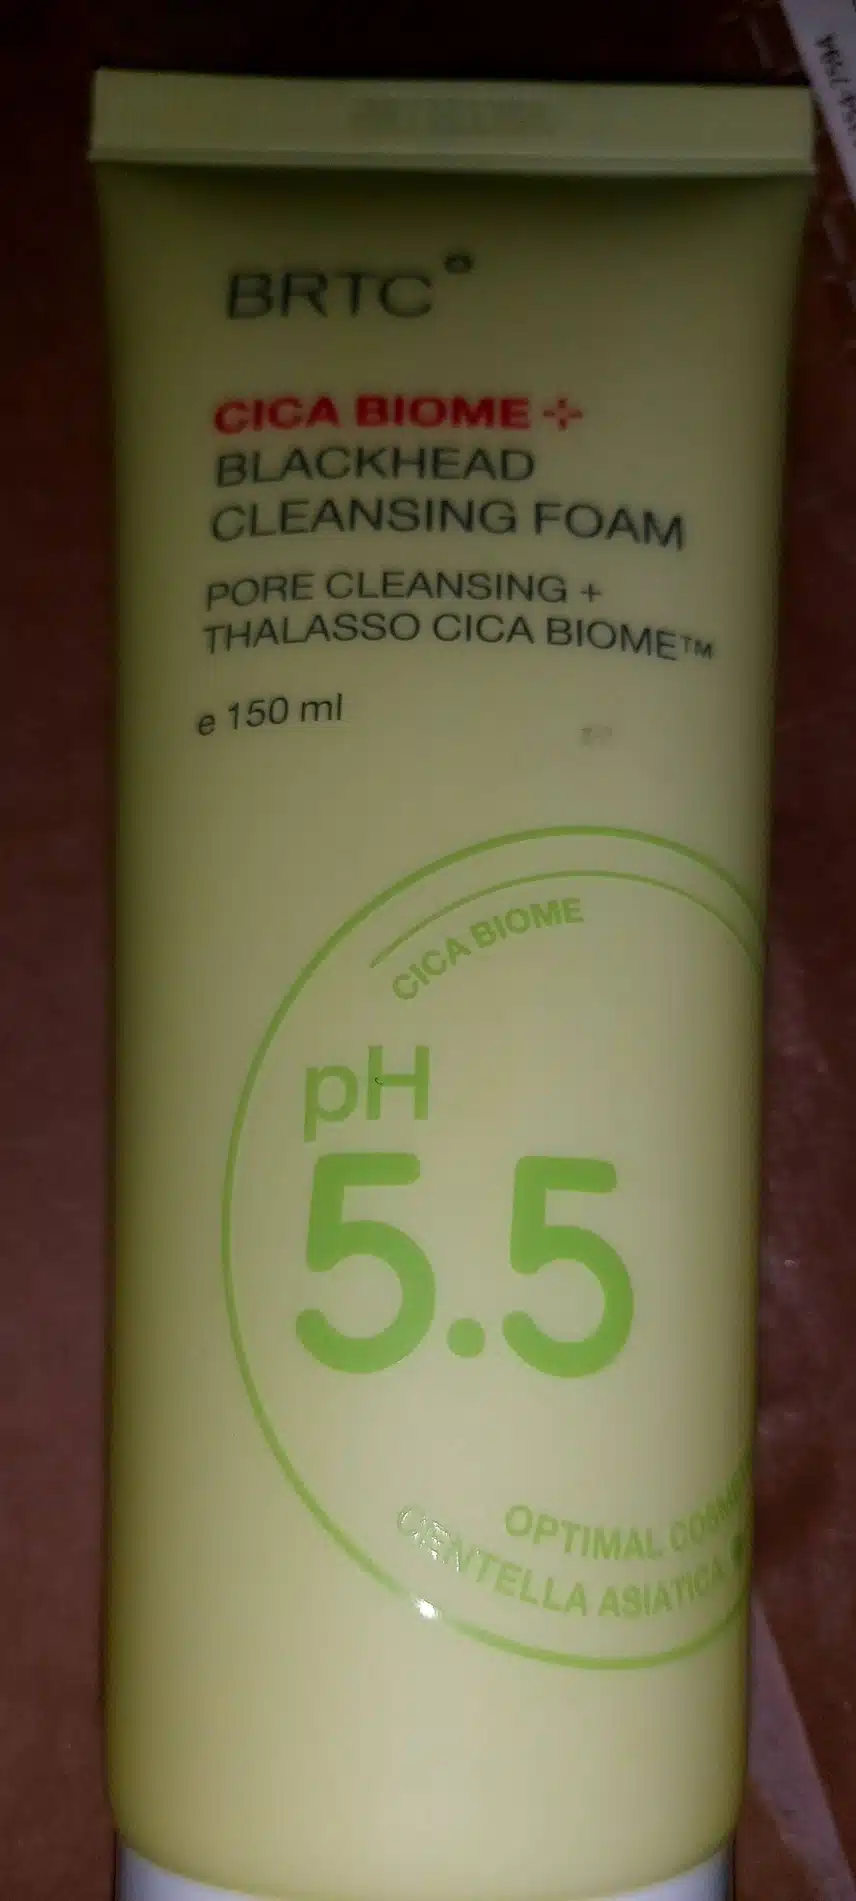 BRTC
CICA BIOME
BLACKHEAD
CLEANSING FOAM
PORE CLEANSING +
THALASSO CICA BIOME™
e 150 ml
CICA BIOME
pH
5.5
OPTIMAL
CENTELLA ASIATICA